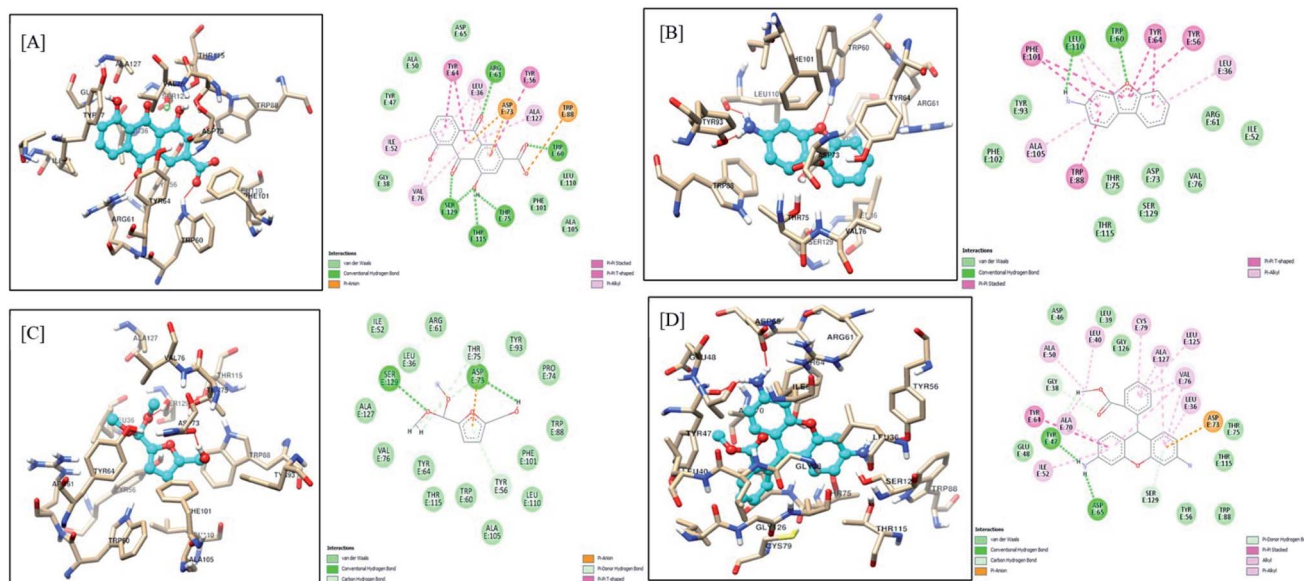 [A]
ALA127
THR115
TRP88
ARG61
TYR64
TRP60
ASP
E:65
ALA
E:50
TYR
E:47
TYR
E:64
LEU
E:36
ARG
E:61
TYR
E:56
ASP
E:73
ALA
E:127
TRP
E:88
ILE
E:52
TRP
E:60
GLY
E:38
VAL
E:76
LEU
E:110
PHE
E:101
SER
E:129
THR
E:75
ALA
E:105
THR
E:115
Interactions
van der Waals
Conventional Hydrogen Bond
Pi-Anion
Pi-Pi Stacked
Pi-Pi T-shaped
Pi-Alkyl
[B]
TRP60
HE101
LEU110
ARG61
TYR64
TYR93
TRP88
THR75
VAL76
SER129
PHE
E:101
LEU
E:110
TRP
E:60
TYR
E:64
TYR
E:56
LEU
E:36
TYR
E:93
ARG
E:61
ILE
E:52
PHE
E:102
ALA
E:105
TRP
E:88
THR
E:75
ASP
E:73
VAL
E:76
SER
E:129
THR
E:115
Interactions
van der Waals
Conventional Hydrogen Bond
Pi-Pi Stacked
Pi-Pi T-shaped
Pi-Alkyl
[C]
ALA127
VAL76
THR115
ASP73
TYR64
TRP88
TYR56
HE101
TRP60
ALA105
ILE
E:52
ARG
E:61
THR
E:75
TYR
E:93
LEU
E:36
ASP
E:73
PRO
E:74
SER
E:129
ALA
E:127
TRP
E:88
VAL
E:76
TYR
E:64
PHE
E:101
TYR
E:56
THR
E:115
TRP
E:60
LEU
E:110
ALA
E:105
Interactions
van der Waals
Conventional Hydrogen Bond
Carbon Hydrogen Bond
Pi-Anion
Pi-Donor Hydrogen Bond
Pi-Pi T-shaped
[D]
ARG61
TYR56
TYR47
LEU40
LEU36
TRP88
GLY126
THR115
CYS79
ASP
E:46
LEU
E:39
CYS
E:79
LEU
E:125
ALA
E:50
LEU
E:40
GLY
E:126
ALA
E:127
VAL
E:76
GLY
E:38
LEU
E:36
TYR
E:64
ALA
E:70
ASP
E:73
THR
E:75
TYR
E:47
GLU
E:48
ILE
E:52
THR
E:115
SER
E:129
ASP
E:65
TYR
E:56
TRP
E:88
Interactions
van der Waals
Conventional Hydrogen Bond
Carbon Hydrogen Bond
Pi-Anion
Pi-Donor Hydrogen Bond
Pi-Pi Stacked
Alkyl
Pi-Alkyl